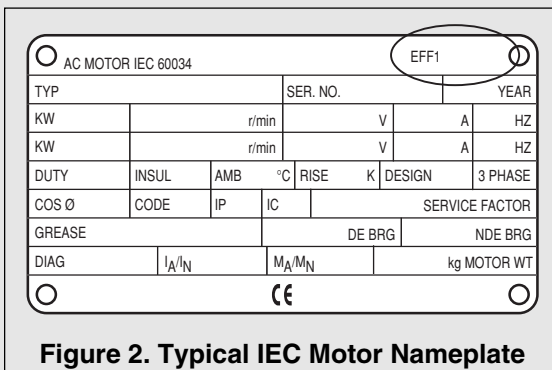 AC MOTOR IEC 60034 EFF1
TYP SER. NO. YEAR
KW r/min V A HZ
KW r/min V A HZ
DUTY INSUL AMB °C RISE K DESIGN 3 PHASE
COS Ø CODE IP IC SERVICE FACTOR
GREASE DE BRG NDE BRG
DIAG IA/IN MA/MN kg MOTOR WT
CE
Figure 2. Typical IEC Motor Nameplate